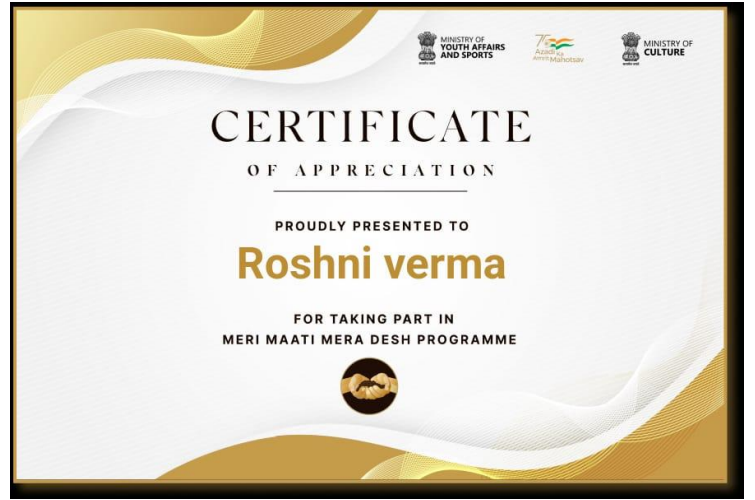 MINISTRY OF
YOUTH AFFAIRS
AND SPORTS
Azadi Ka
Amrit Mahotsav
MINISTRY OF
CULTURE
CERTIFICATE
OF APPRECIATION
PROUDLY PRESENTED TO
Roshni verma
FOR TAKING PART IN
MERI MAATI MERA DESH PROGRAMME